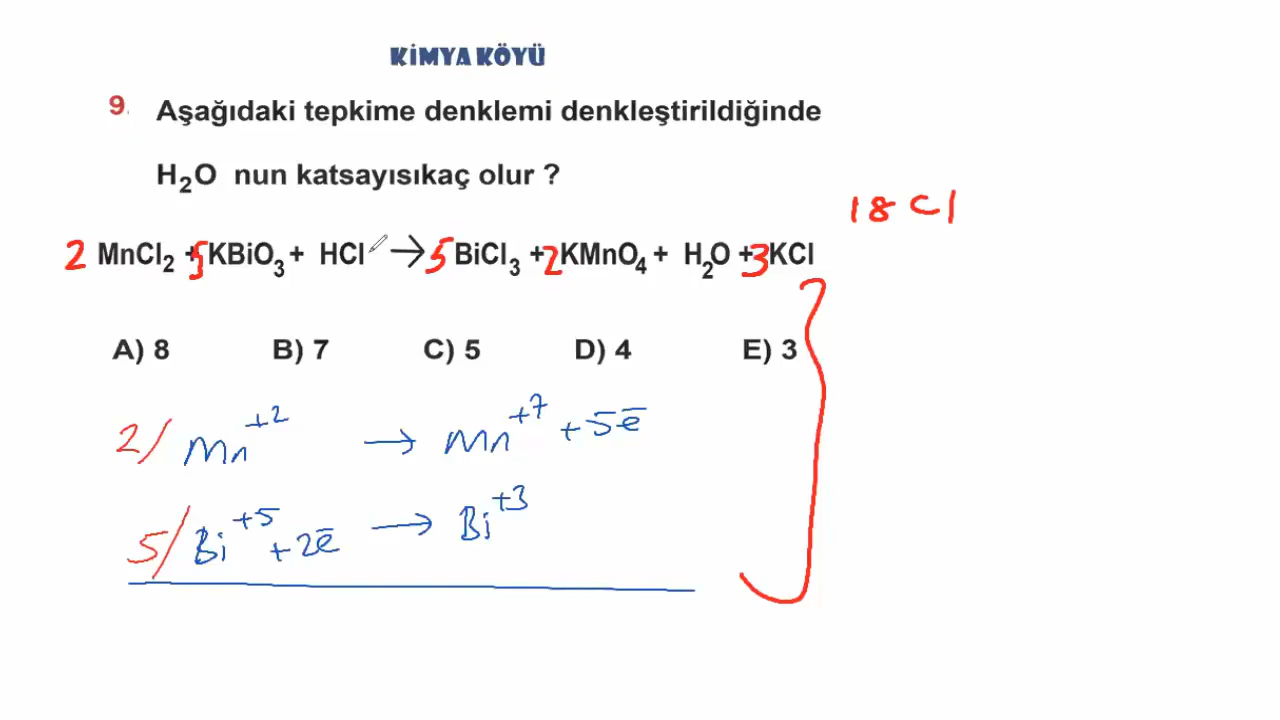 KİMYA KÖYÜ
9. Aşağıdaki tepkime denklemi denkleştirildiğinde
H₂O nun katsayısıkaç olur ?
18 Cl
2 MnCl₂ + 5 KBiO₃ + HCl → 5 BiCl₃ + 2 KMnO₄ + H₂O + 3 KCl
A) 8 B) 7 C) 5 D) 4 E) 3
2/ Mn⁺² → Mn⁺⁷ + 5e̅
5/ Bi⁺⁵ + 2e̅ → Bi⁺³